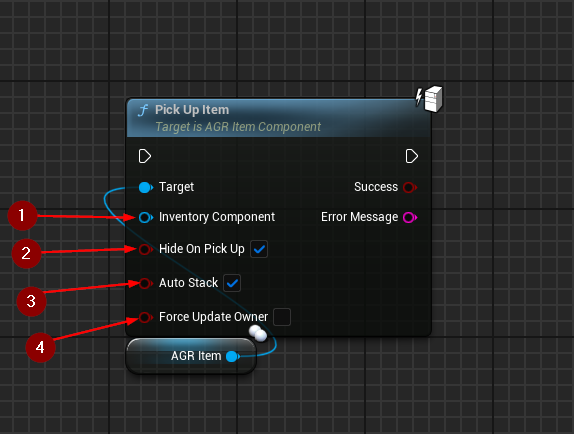 f Pick Up Item
Target is AGR Item Component
Target Success
1 Inventory Component Error Message
2 Hide On Pick Up
3 Auto Stack
4 Force Update Owner
AGR Item